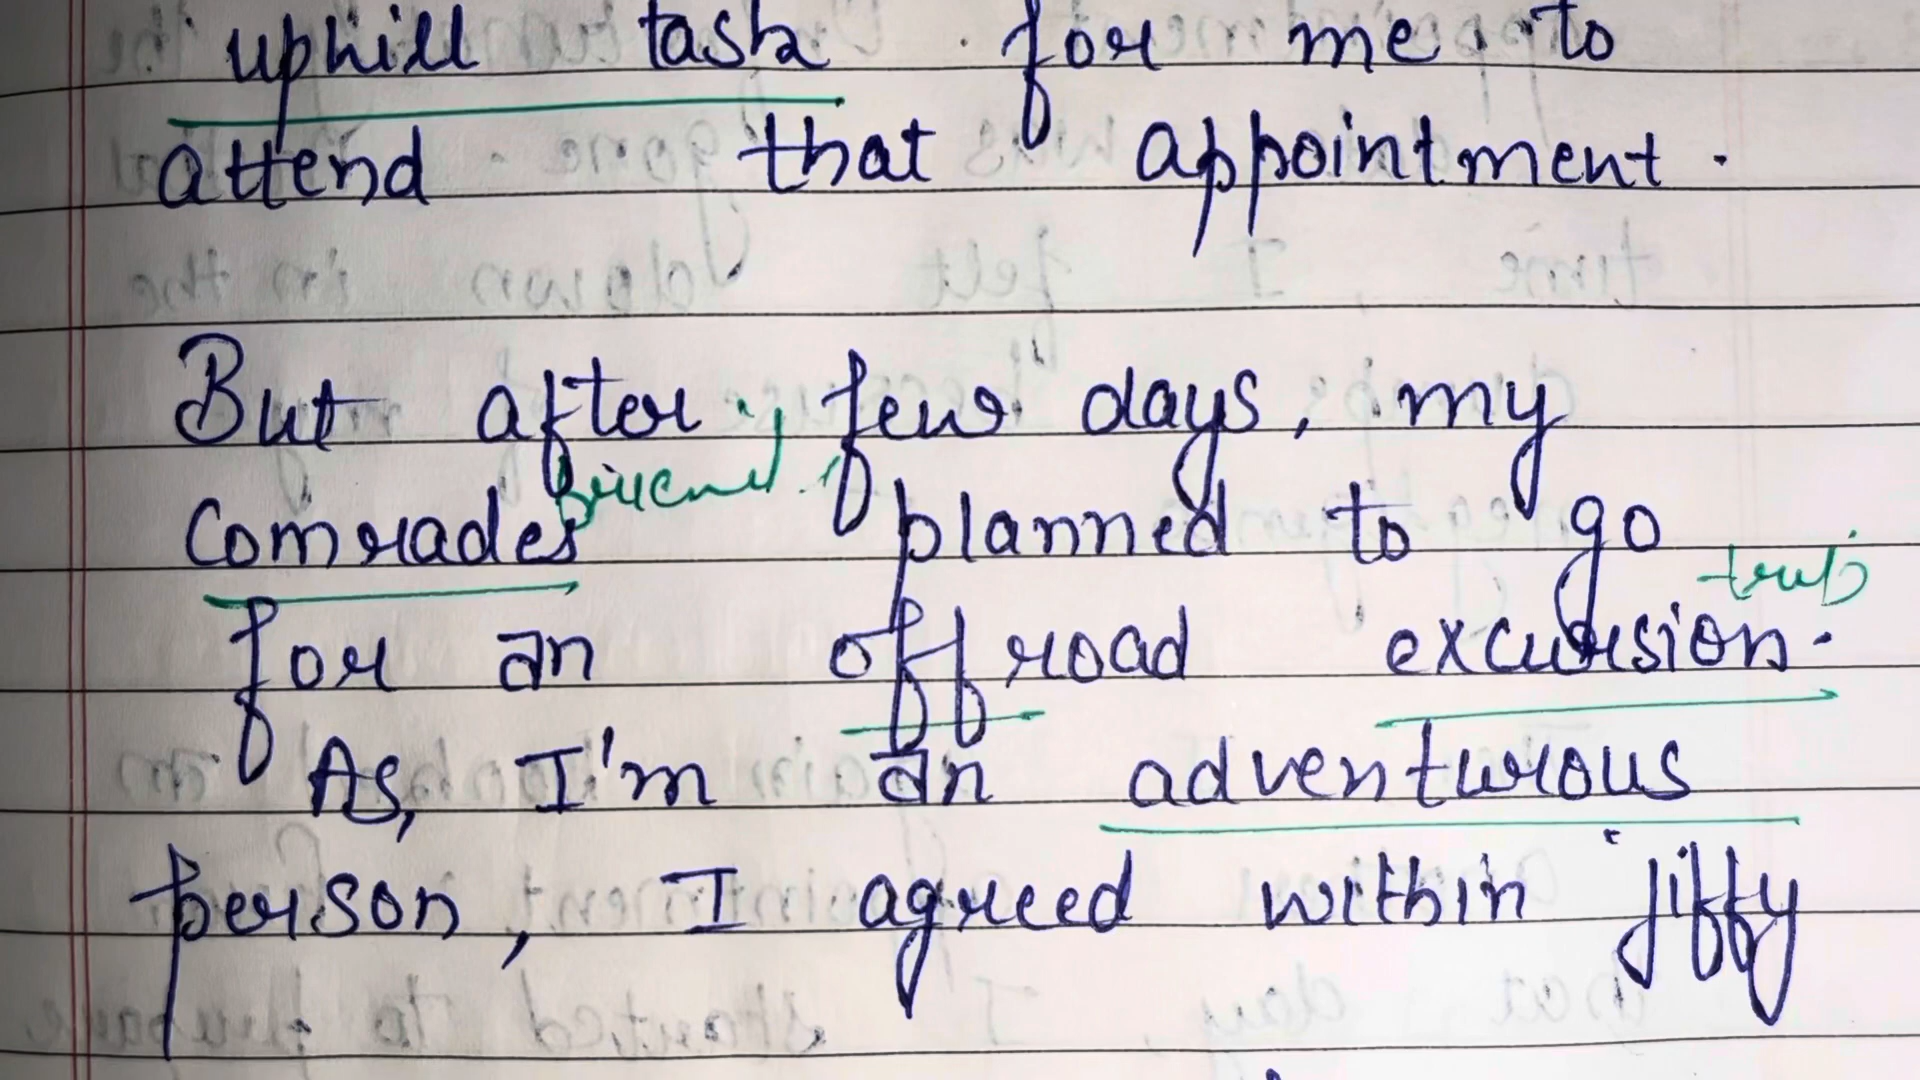 uphill task for me to
attend that appointment.
But after, few days, my
friend
comrades planned to go
trip
for an offroad excursion.
As, I'm an adventurous
person, I agreed within jiffy